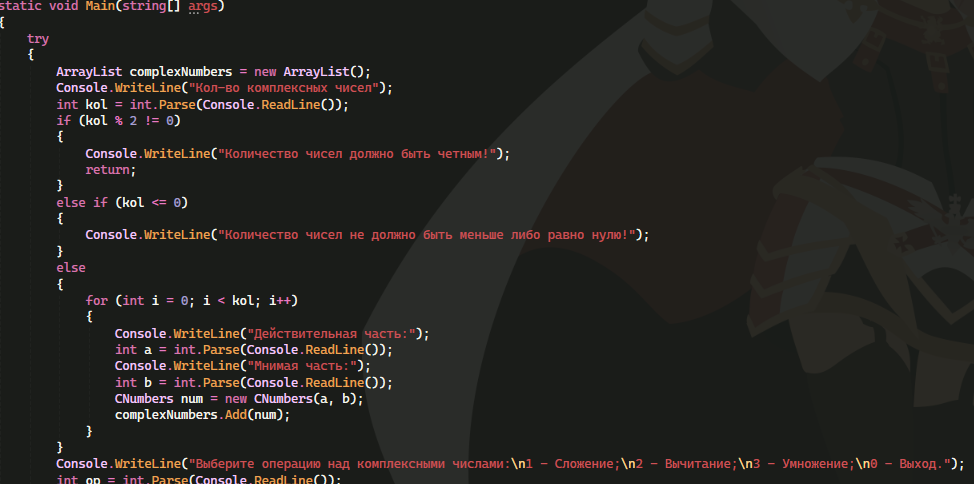 static void Main(string[] args)
{
try
{
ArrayList complexNumbers = new ArrayList();
Console.WriteLine("Кол-во комплексных чисел");
int kol = int.Parse(Console.ReadLine());
if (kol % 2 != 0)
{
Console.WriteLine("Количество чисел должно быть четным!");
return;
}
else if (kol <= 0)
{
Console.WriteLine("Количество чисел не должно быть меньше либо равно нулю!");
}
else
{
for (int i = 0; i < kol; i++)
{
Console.WriteLine("Действительная часть:");
int a = int.Parse(Console.ReadLine());
Console.WriteLine("Мнимая часть:");
int b = int.Parse(Console.ReadLine());
CNumbers num = new CNumbers(a, b);
complexNumbers.Add(num);
}
}
Console.WriteLine("Выберите операцию над комплексными числами:\n1 - Сложение;\n2 - Вычитание;\n3 - Умножение;\n0 - Выход.");
int op = int.Parse(Console.ReadLine());